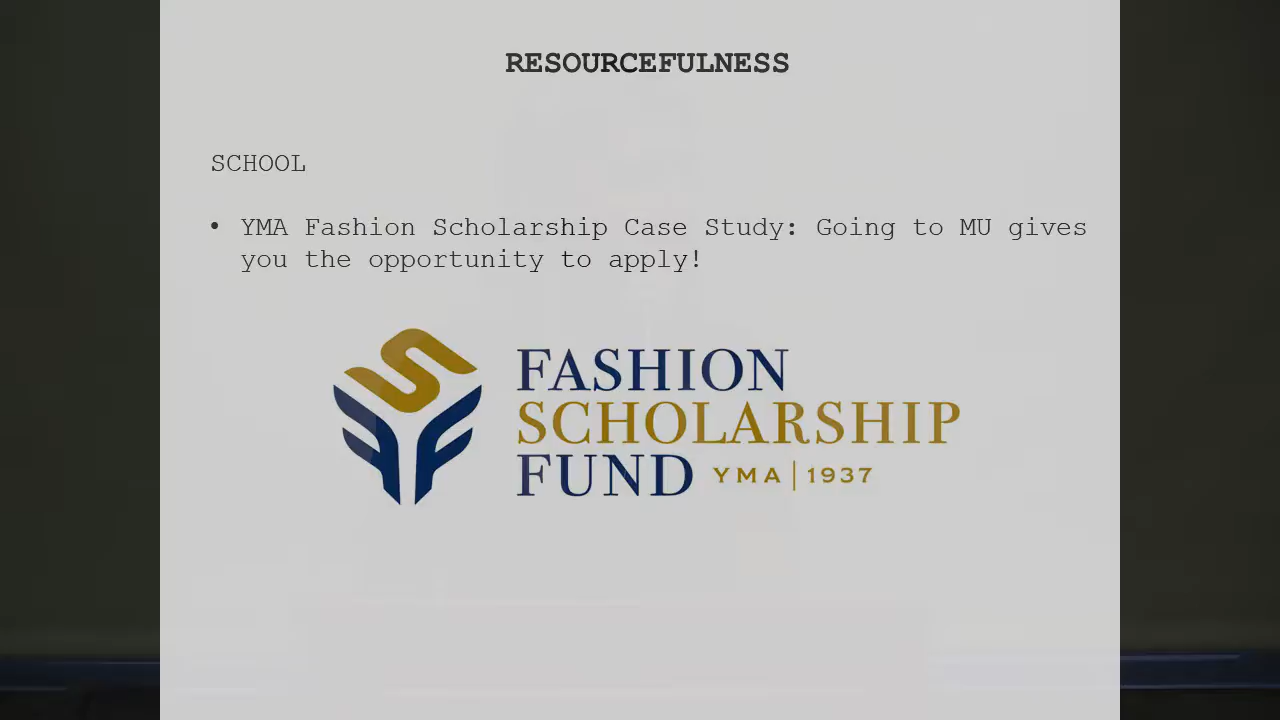 RESOURCEFULNESS
SCHOOL
• YMA Fashion Scholarship Case Study: Going to MU gives
you the opportunity to apply!
FASHION
SCHOLARSHIP
FUND YMA | 1937